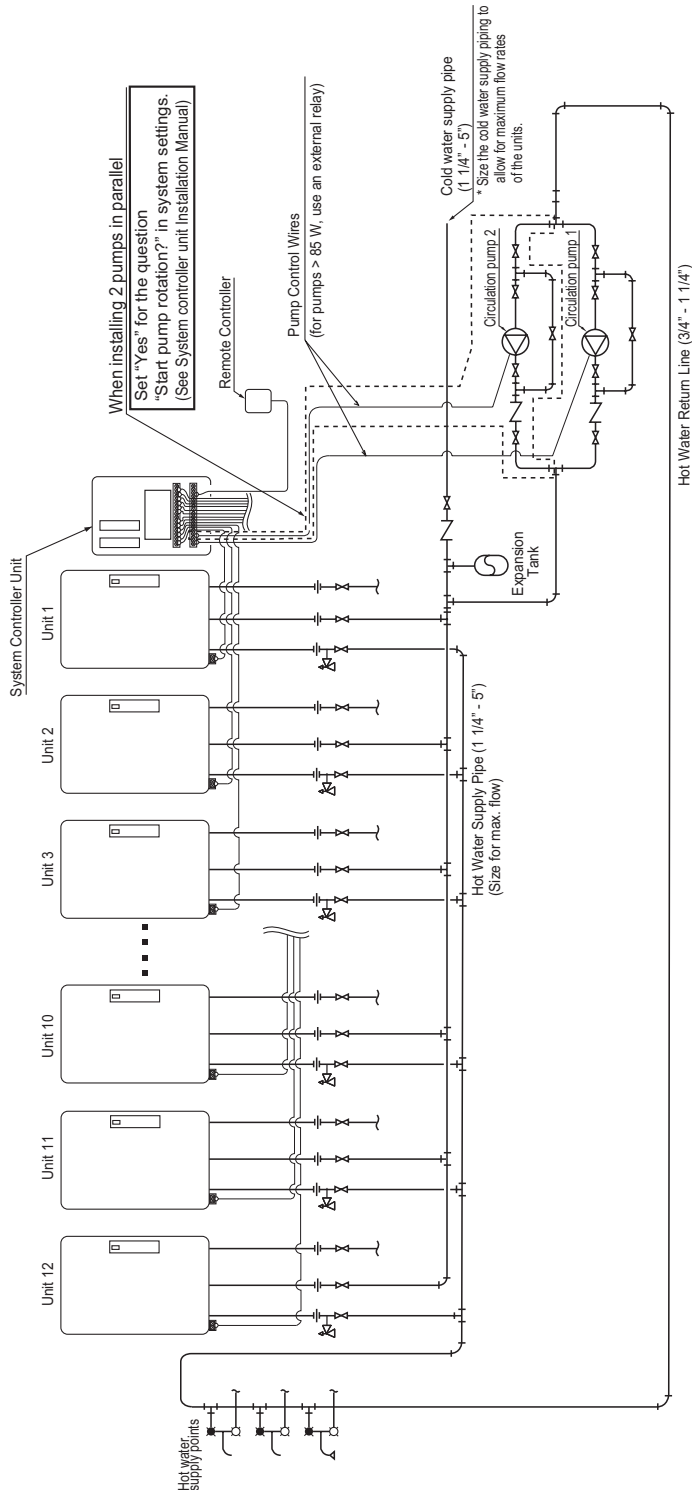 System Controller Unit
When installing 2 pumps in parallel
Set “Yes” for the question
“Start pump rotation?” in system settings.
(See System controller unit Installation Manual)
Remote Controller
Pump Control Wires
(for pumps > 85 W, use an external relay)
Unit 12
Unit 11
Unit 10
Unit 3
Unit 2
Unit 1
Cold water supply pipe
(1 1/4” - 5”)
* Size the cold water supply piping to
allow for maximum flow rates
of the units.
Hot water
supply points
Hot Water Supply Pipe (1 1/4” - 5”)
(Size for max. flow)
Expansion
Tank
Circulation pump 2
Circulation pump 1
Hot Water Return Line (3/4” - 1 1/4”)